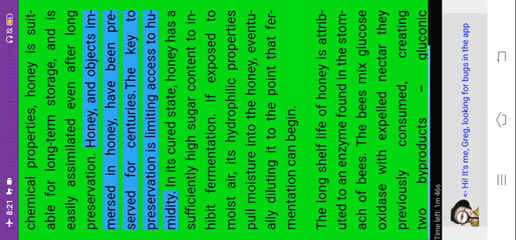 8:21
chemical properties, honey is suit-
able for long-term storage, and is
easily assimilated even after long
preservation. Honey, and objects im-
mersed in honey, have been pre-
served for centuries.The key to
preservation is limiting access to hu-
midity. In its cured state, honey has a
sufficiently high sugar content to in-
hibit fermentation. If exposed to
moist air, its hydrophilic properties
pull moisture into the honey, eventu-
ally diluting it to the point that fer-
mentation can begin.
The long shelf life of honey is attrib-
uted to an enzyme found in the stom-
ach of bees. The bees mix glucose
oxidase with expelled nectar they
previously consumed, creating
two byproducts – gluconic
Time left: 1m 46s
<- Hi! It's me, Greg, looking for bugs in the app